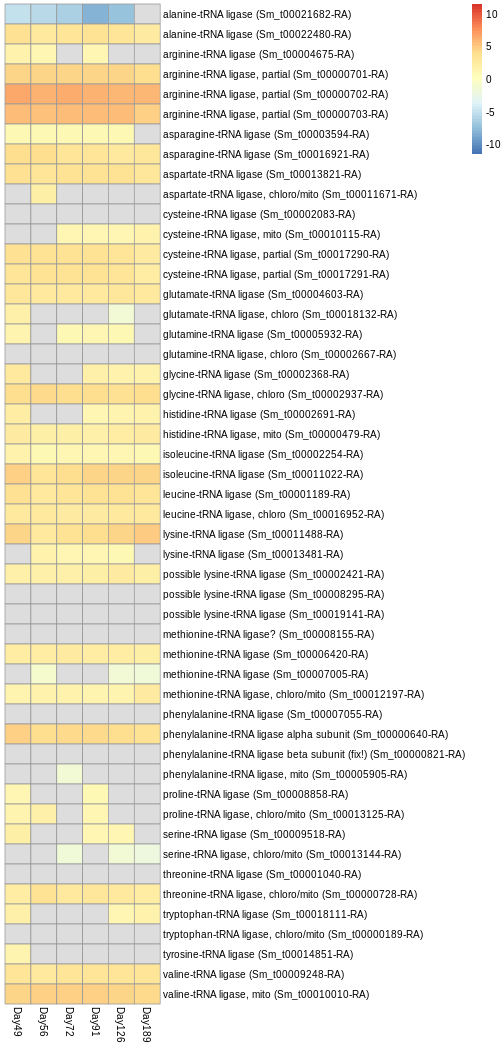 alanine-tRNA ligase (Sm_t00021682-RA)
alanine-tRNA ligase (Sm_t00022480-RA)
arginine-tRNA ligase (Sm_t00004675-RA)
arginine-tRNA ligase, partial (Sm_t00000701-RA)
arginine-tRNA ligase, partial (Sm_t00000702-RA)
arginine-tRNA ligase, partial (Sm_t00000703-RA)
asparagine-tRNA ligase (Sm_t00003594-RA)
asparagine-tRNA ligase (Sm_t00016921-RA)
aspartate-tRNA ligase (Sm_t00013821-RA)
aspartate-tRNA ligase, chloro/mito (Sm_t00011671-RA)
cysteine-tRNA ligase (Sm_t00002083-RA)
cysteine-tRNA ligase, mito (Sm_t00010115-RA)
cysteine-tRNA ligase, partial (Sm_t00017290-RA)
cysteine-tRNA ligase, partial (Sm_t00017291-RA)
glutamate-tRNA ligase (Sm_t00004603-RA)
glutamate-tRNA ligase, chloro (Sm_t00018132-RA)
glutamine-tRNA ligase (Sm_t00005932-RA)
glutamine-tRNA ligase, chloro (Sm_t00002667-RA)
glycine-tRNA ligase (Sm_t00002368-RA)
glycine-tRNA ligase, chloro (Sm_t00002937-RA)
histidine-tRNA ligase (Sm_t00002691-RA)
histidine-tRNA ligase, mito (Sm_t00000479-RA)
isoleucine-tRNA ligase (Sm_t00002254-RA)
isoleucine-tRNA ligase (Sm_t00011022-RA)
leucine-tRNA ligase (Sm_t00001189-RA)
leucine-tRNA ligase, chloro (Sm_t00016952-RA)
lysine-tRNA ligase (Sm_t00011488-RA)
lysine-tRNA ligase (Sm_t00013481-RA)
possible lysine-tRNA ligase (Sm_t00002421-RA)
possible lysine-tRNA ligase (Sm_t00008295-RA)
possible lysine-tRNA ligase (Sm_t00019141-RA)
methionine-tRNA ligase? (Sm_t00008155-RA)
methionine-tRNA ligase (Sm_t00006420-RA)
methionine-tRNA ligase (Sm_t00007005-RA)
methionine-tRNA ligase, chloro/mito (Sm_t00012197-RA)
phenylalanine-tRNA ligase (Sm_t00007055-RA)
phenylalanine-tRNA ligase alpha subunit (Sm_t00000640-RA)
phenylalanine-tRNA ligase beta subunit (fix!) (Sm_t00000821-RA)
phenylalanine-tRNA ligase, mito (Sm_t00005905-RA)
proline-tRNA ligase (Sm_t00008858-RA)
proline-tRNA ligase, chloro/mito (Sm_t00013125-RA)
serine-tRNA ligase (Sm_t00009518-RA)
serine-tRNA ligase, chloro/mito (Sm_t00013144-RA)
threonine-tRNA ligase (Sm_t00001040-RA)
threonine-tRNA ligase, chloro/mito (Sm_t00000728-RA)
tryptophan-tRNA ligase (Sm_t00018111-RA)
tryptophan-tRNA ligase, chloro/mito (Sm_t00000189-RA)
tyrosine-tRNA ligase (Sm_t00014851-RA)
valine-tRNA ligase (Sm_t00009248-RA)
valine-tRNA ligase, mito (Sm_t00010010-RA)
Day49
Day56
Day72
Day91
Day126
Day189
10
5
0
-5
-10